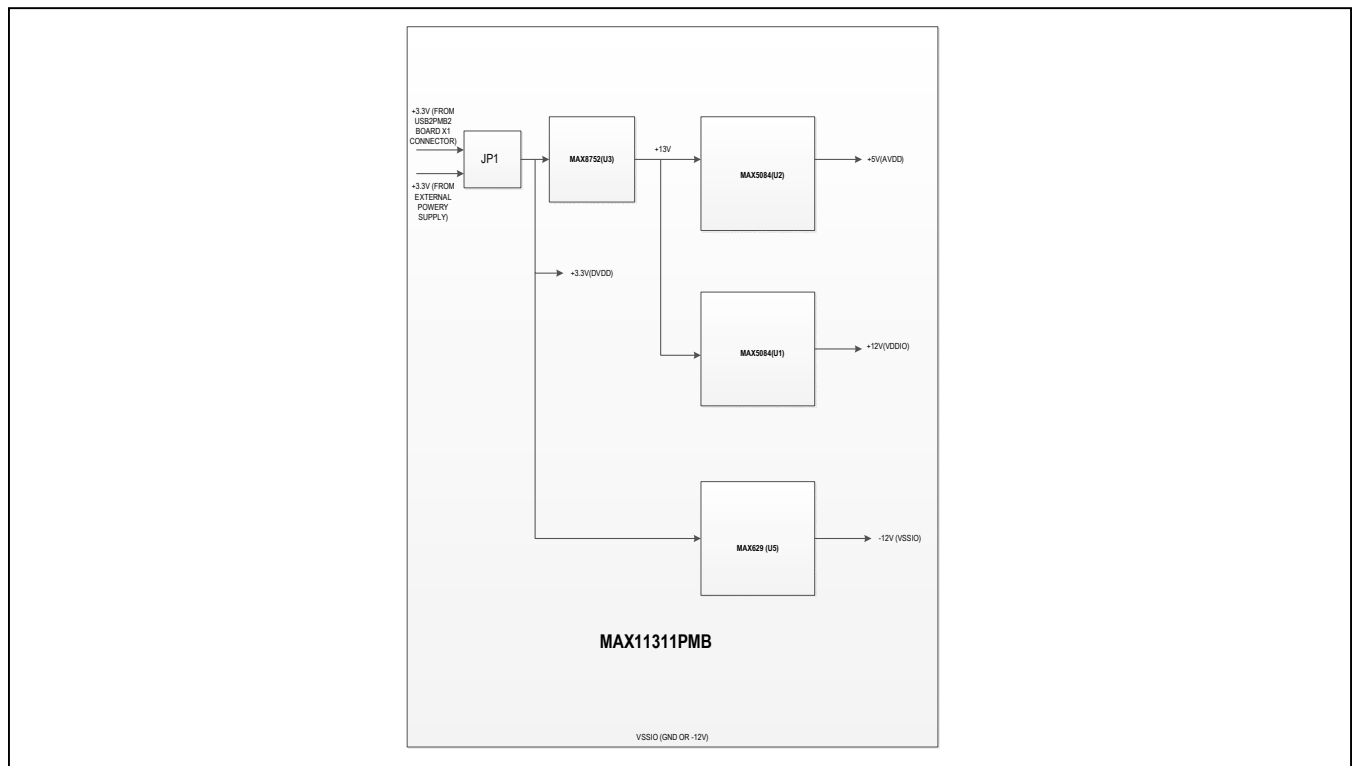 +3.3V (FROM
USB2PMB2
BOARD X1
CONNECTOR)
JP1
MAX8752(U3)
+13V
MAX5084(U2)
+5V(AVDD)
+3.3V (FROM
EXTERNAL
POWERY
SUPPLY)
+3.3V(DVDD)
MAX5084(U1)
+12V(VDDIO)
MAX629 (U5)
-12V (VSSIO)
MAX11311PMB
VSSIO (GND OR -12V)